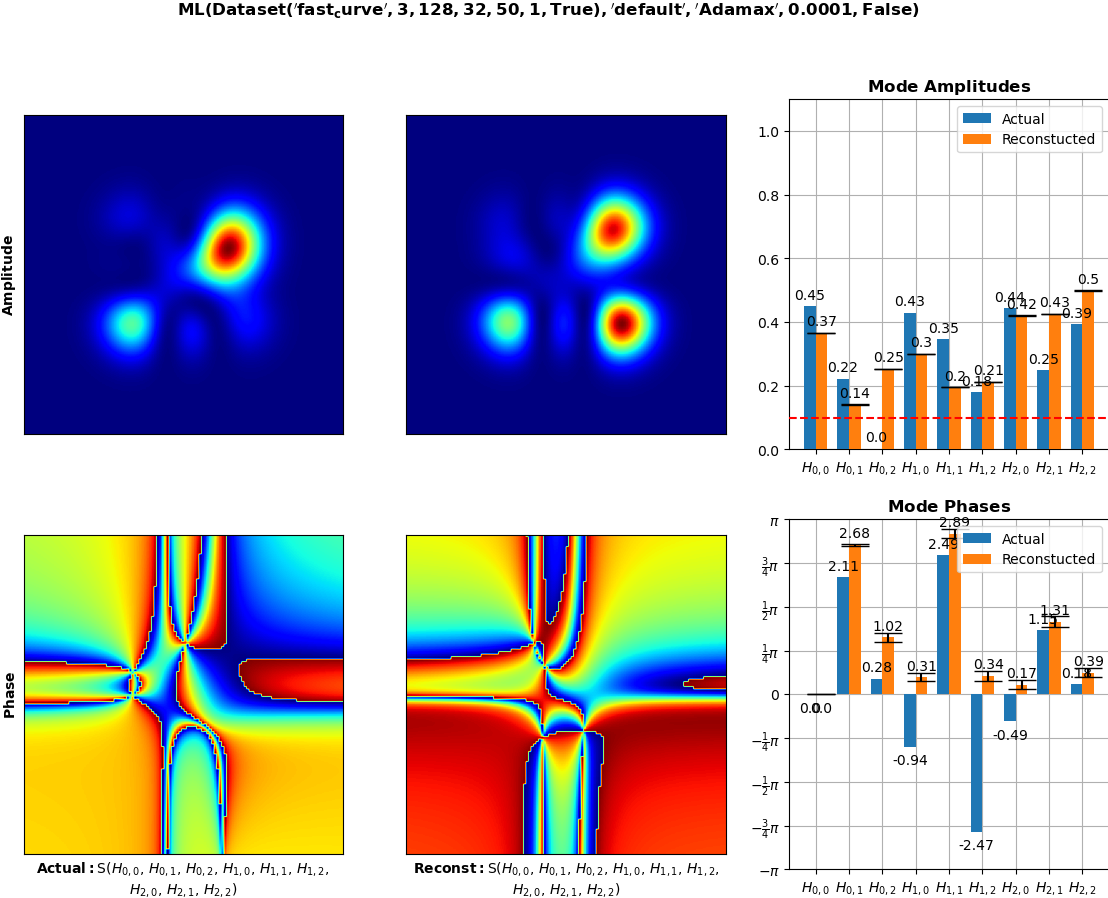 ML(Dataset('fast_curve', 3, 128, 32, 50, 1, True), 'default', 'Adamax', 0.0001, False)
Amplitude
Mode Amplitudes
Actual
Reconstucted
1.0
0.8
0.6
0.4
0.2
0.0
0.45
0.37
0.22
0.14
0.0
0.25
0.43
0.3
0.35
0.2
0.18
0.21
0.44
0.42
0.25
0.43
0.39
0.5
H0,0 H0,1 H0,2 H1,0 H1,1 H1,2 H2,0 H2,1 H2,2
Phase
Actual:S(H0,0, H0,1, H0,2, H1,0, H1,1, H1,2,
H2,0, H2,1, H2,2)
Reconst:S(H0,0, H0,1, H0,2, H1,0, H1,1, H1,2,
H2,0, H2,1, H2,2)
Mode Phases
Actual
Reconstucted
π
3/4π
1/2π
1/4π
0
−1/4π
−1/2π
−3/4π
−π
0.0
0.0
2.11
2.68
0.28
1.02
-0.94
0.31
2.49
2.89
-2.47
0.34
-0.49
0.17
1.31
0.39
H0,0 H0,1 H0,2 H1,0 H1,1 H1,2 H2,0 H2,1 H2,2